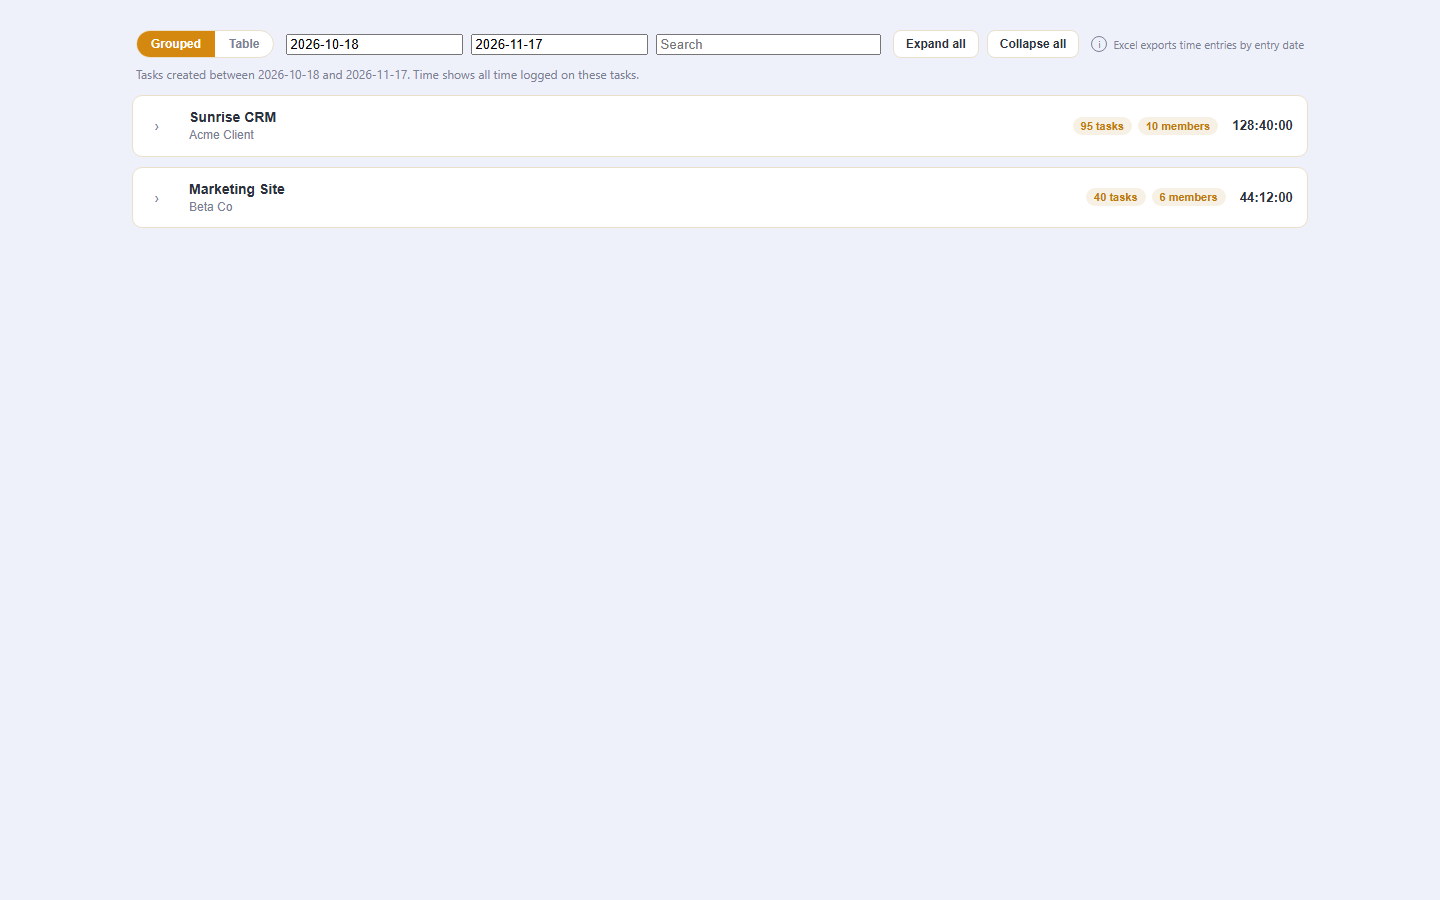 Grouped Table 2026-10-18 2026-11-17 Search Expand all Collapse all i Excel exports time entries by entry date
Tasks created between 2026-10-18 and 2026-11-17. Time shows all time logged on these tasks.
› Sunrise CRM 95 tasks 10 members 128:40:00
Acme Client
› Marketing Site 40 tasks 6 members 44:12:00
Beta Co